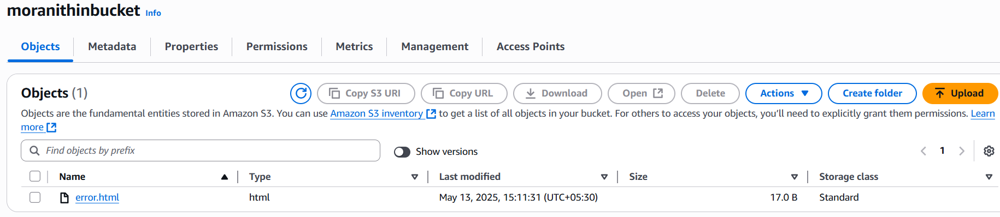 moranithinbucket Info
Objects Metadata Properties Permissions Metrics Management Access Points
Objects (1) Copy S3 URI Copy URL Download Open Delete Actions Create folder Upload
Objects are the fundamental entities stored in Amazon S3. You can use Amazon S3 inventory to get a list of all objects in your bucket. For others to access your objects, you’ll need to explicitly grant them permissions. Learn
more
Find objects by prefix Show versions 1
Name Type Last modified Size Storage class
error.html html May 13, 2025, 15:11:31 (UTC+05:30) 17.0 B Standard